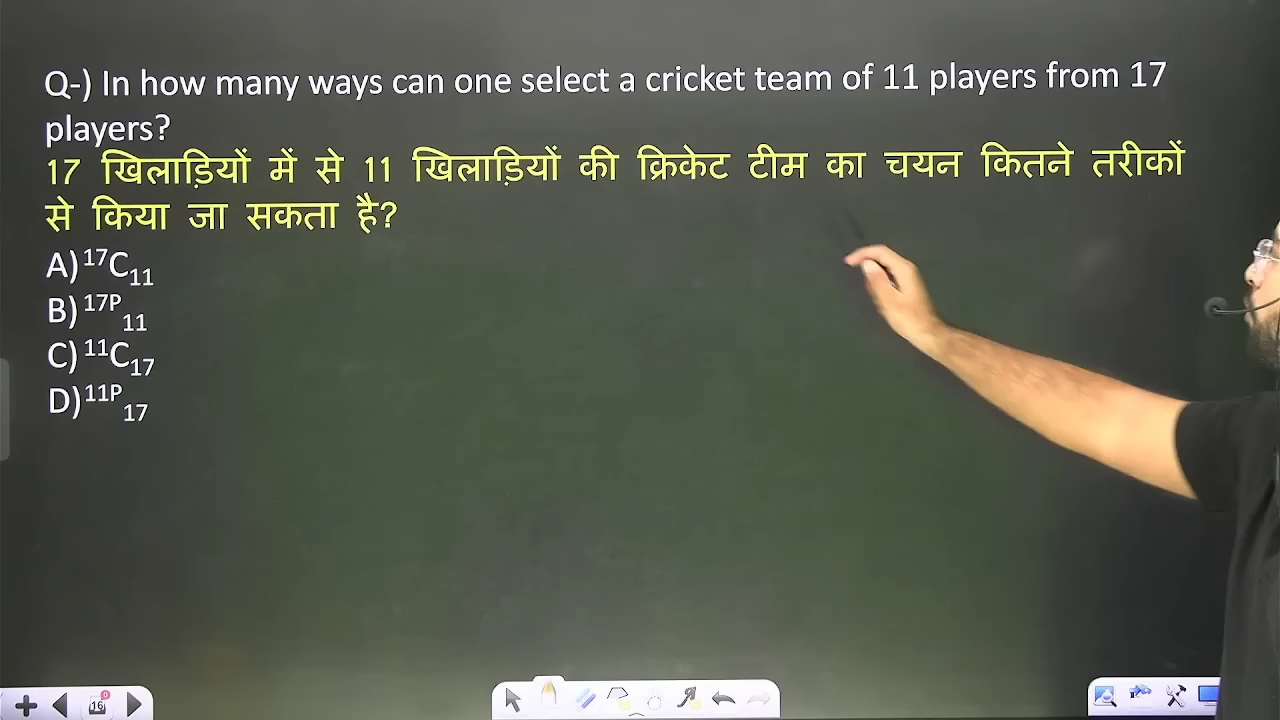 Q-) In how many ways can one select a cricket team of 11 players from 17
players?
17 खिलाड़ियों में से 11 खिलाड़ियों की क्रिकेट टीम का चयन कितने तरीकों
से किया जा सकता है?
A) ¹⁷C₁₁
B) ¹⁷ᴾ₁₁
C) ¹¹C₁₇
D) ¹¹ᴾ₁₇
0
16